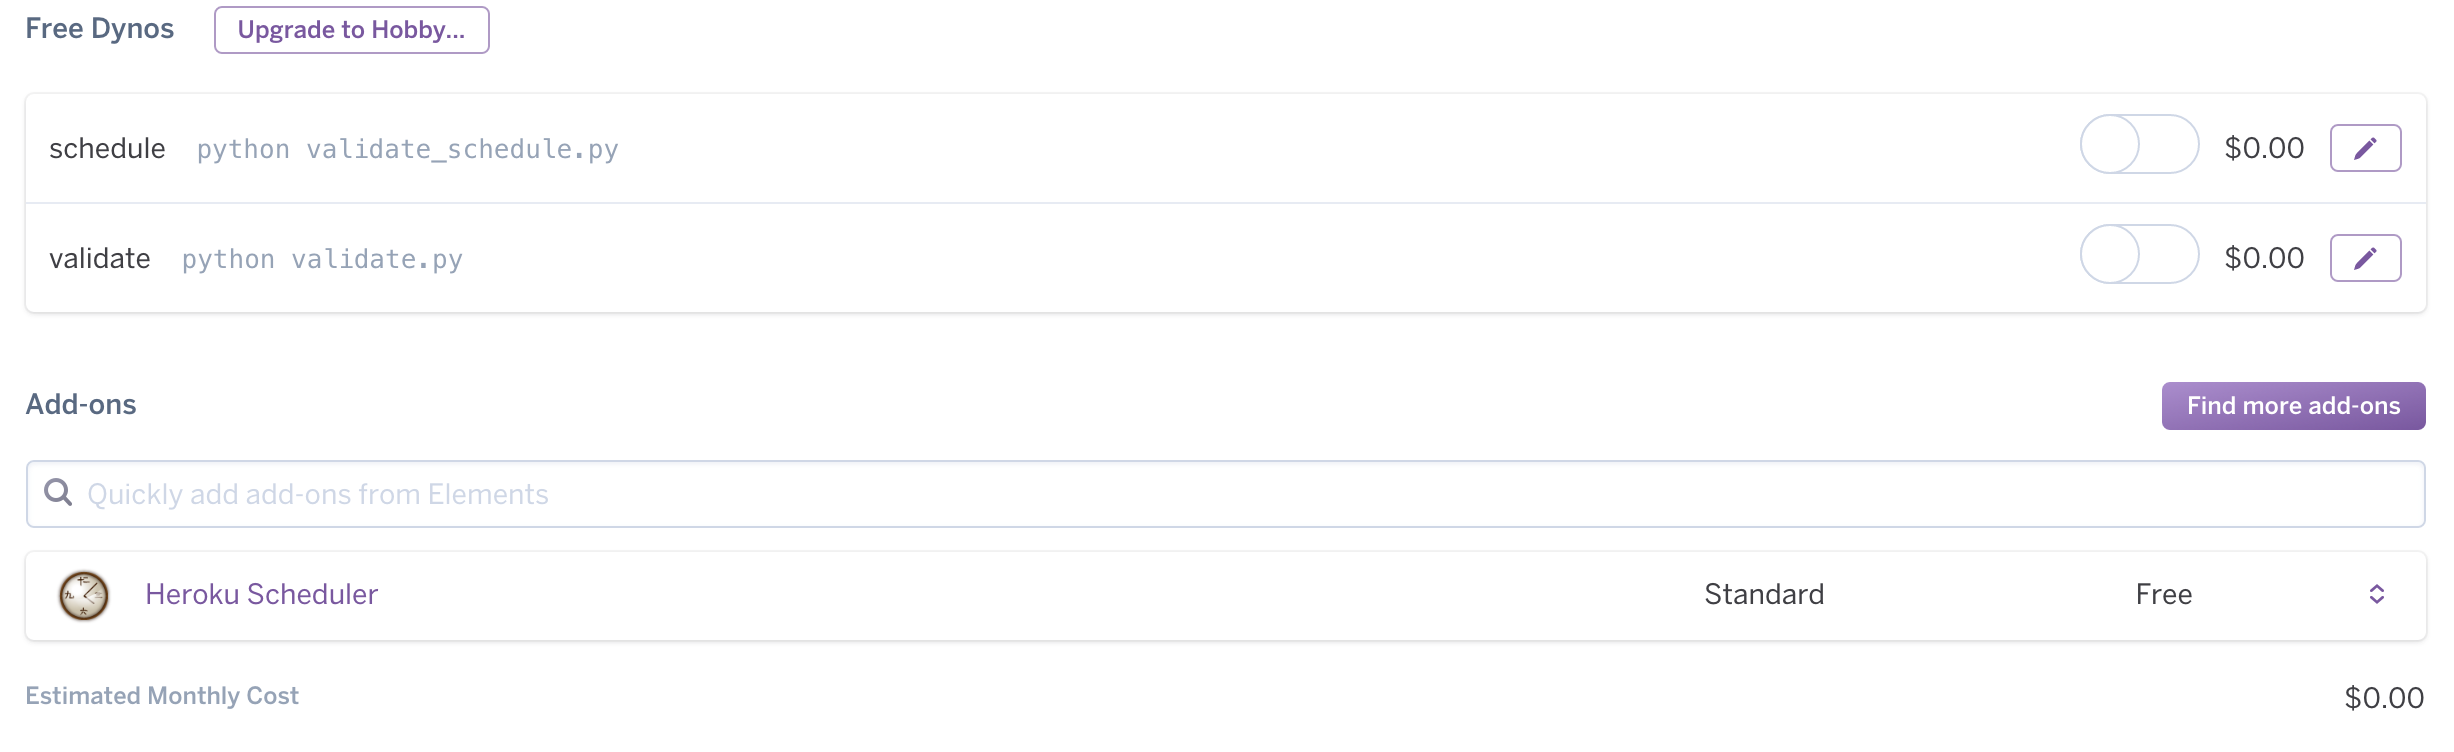 Free Dynos Upgrade to Hobby...
schedule python validate_schedule.py $0.00
validate python validate.py $0.00
Add-ons Find more add-ons
Quickly add add-ons from Elements
Heroku Scheduler Standard Free
Estimated Monthly Cost $0.00